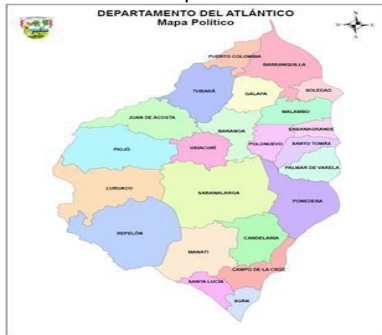 DEPARTAMENTO DEL ATLÁNTICO
Mapa Político
PUERTO COLOMBIA
BARRANQUILLA
TUBARÁ
GALAPA
SOLEDAD
JUAN DE ACOSTA
MALAMBO
BARANOA
SABANAGRANDE
PIOJÓ
USIACURÍ
POLONUEVO
SANTO TOMÁS
PALMAR DE VARELA
LURUACO
SABANALARGA
PONEDERA
REPELÓN
CANDELARIA
MANATÍ
CAMPO DE LA CRUZ
SANTA LUCÍA
SUÁN